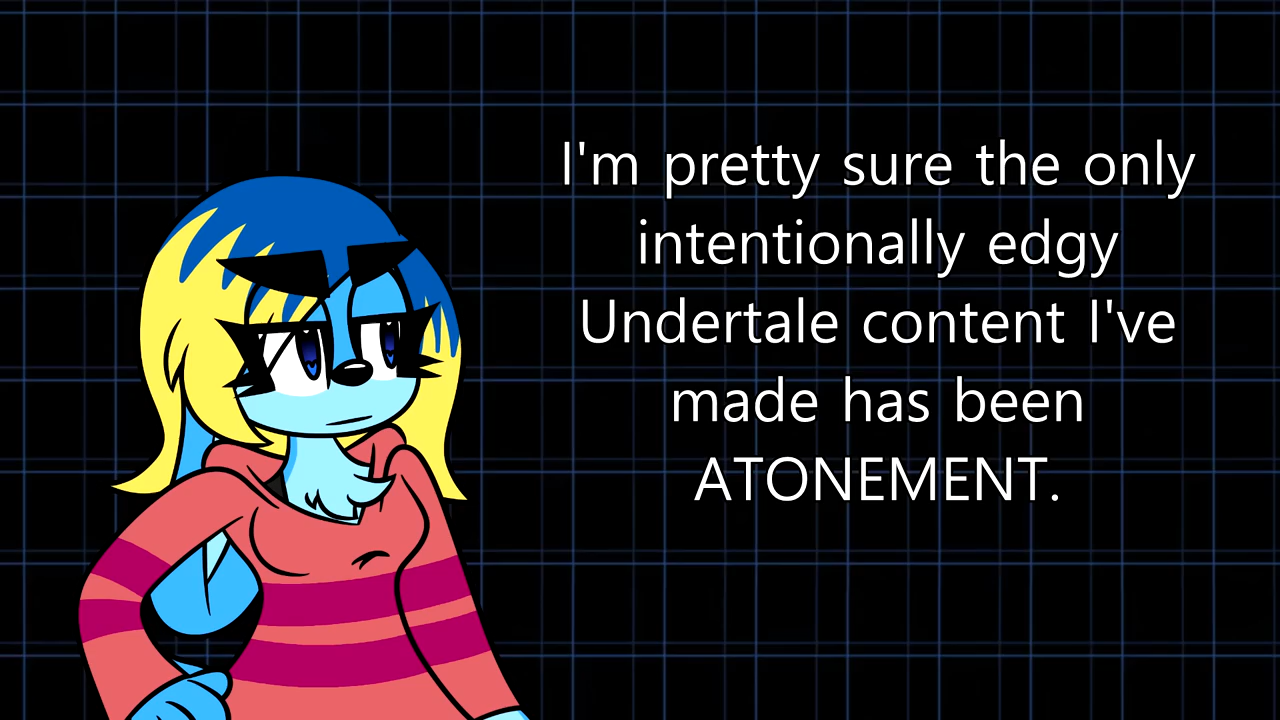 I'm pretty sure the only
intentionally edgy
Undertale content I've
made has been
ATONEMENT.